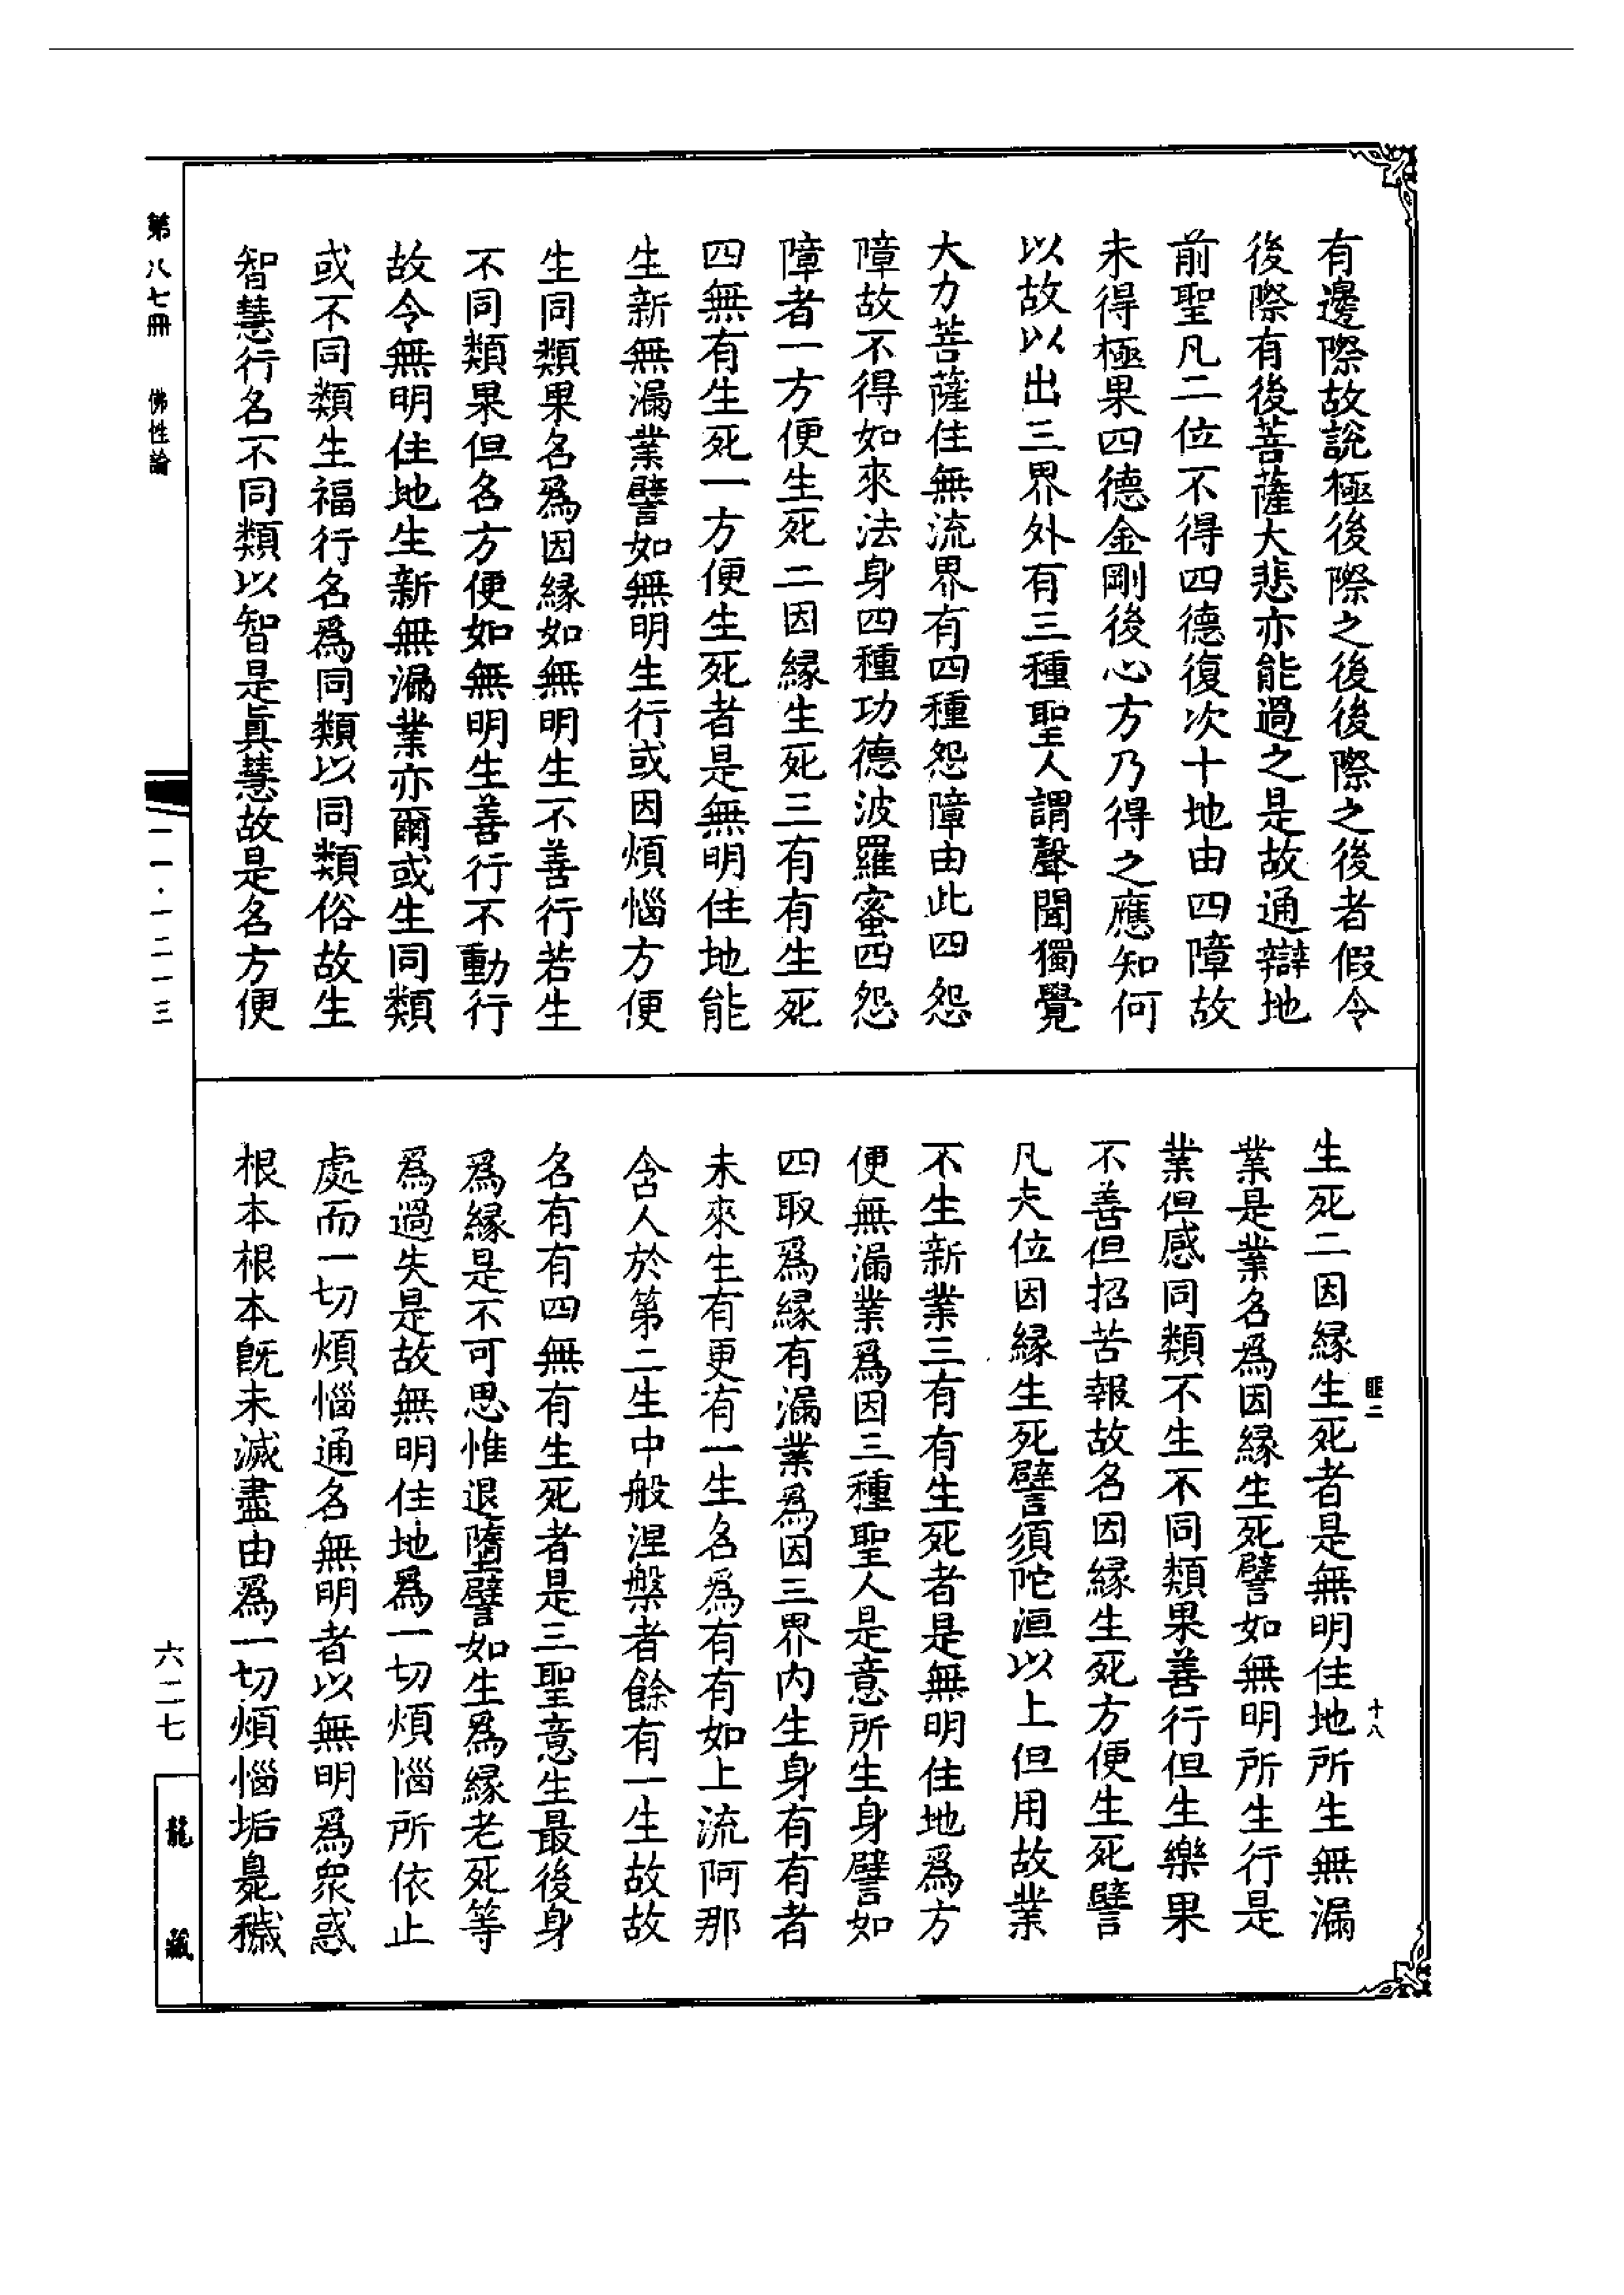 有邊際故說極後際之後後際之後者假令
後際有後菩薩大悲亦能過之是故通辯地
前聖凡二位不得四德復次十地由四障故
未得極果四德金剛後心方乃得之應知何
以故以出三界外有三種聖人謂聲聞獨覺
大力菩薩住無流界有四種怨障由此四怨
障故不得如來法身四種功德波羅蜜四怨
障者一方便生死二因縁生死三有有生死
四無有生死一方便生死者是無明住地能
生新無漏業譬如無明生行或因煩惱方便
生同類果名爲因縁如無明生不善行若生
不同類果但名方便如無明生善行不動行
故令無明住地生新無漏業亦爾或生同類
或不同類生福行名爲同類以同類俗故生
智慧行名不同類以智是眞慧故是名方便
生死二因縁生死者是無明住地所生無漏
業是業名爲因縁生死譬如無明所生行是
業但感同類不生不同類果善行但生樂果
不善但招苦報故名因縁生死方便生死譬
凡夫位因縁生死譬須陀洹以上但用故業
不生新業三有有生死者是無明住地爲方
便無漏業爲因三種聖人是意所生身譬如
四取爲縁有漏業爲因三界内生身有有者
未來生有更有一生名爲有有如上流阿那
含人於第二生中般涅槃者餘有一生故故
名有有四無有生死者是三聖意生最後身
爲縁是不可思惟退墮譬如生爲縁老死等
爲過失是故無明住地爲一切煩惱所依止
處而一切煩惱通名無明者以無明爲衆惑
根本根本旣未滅盡由爲一切煩惱垢臭穢
匪二
十八
第八七冊
佛性論
一一·一二一三
六二七
龍藏